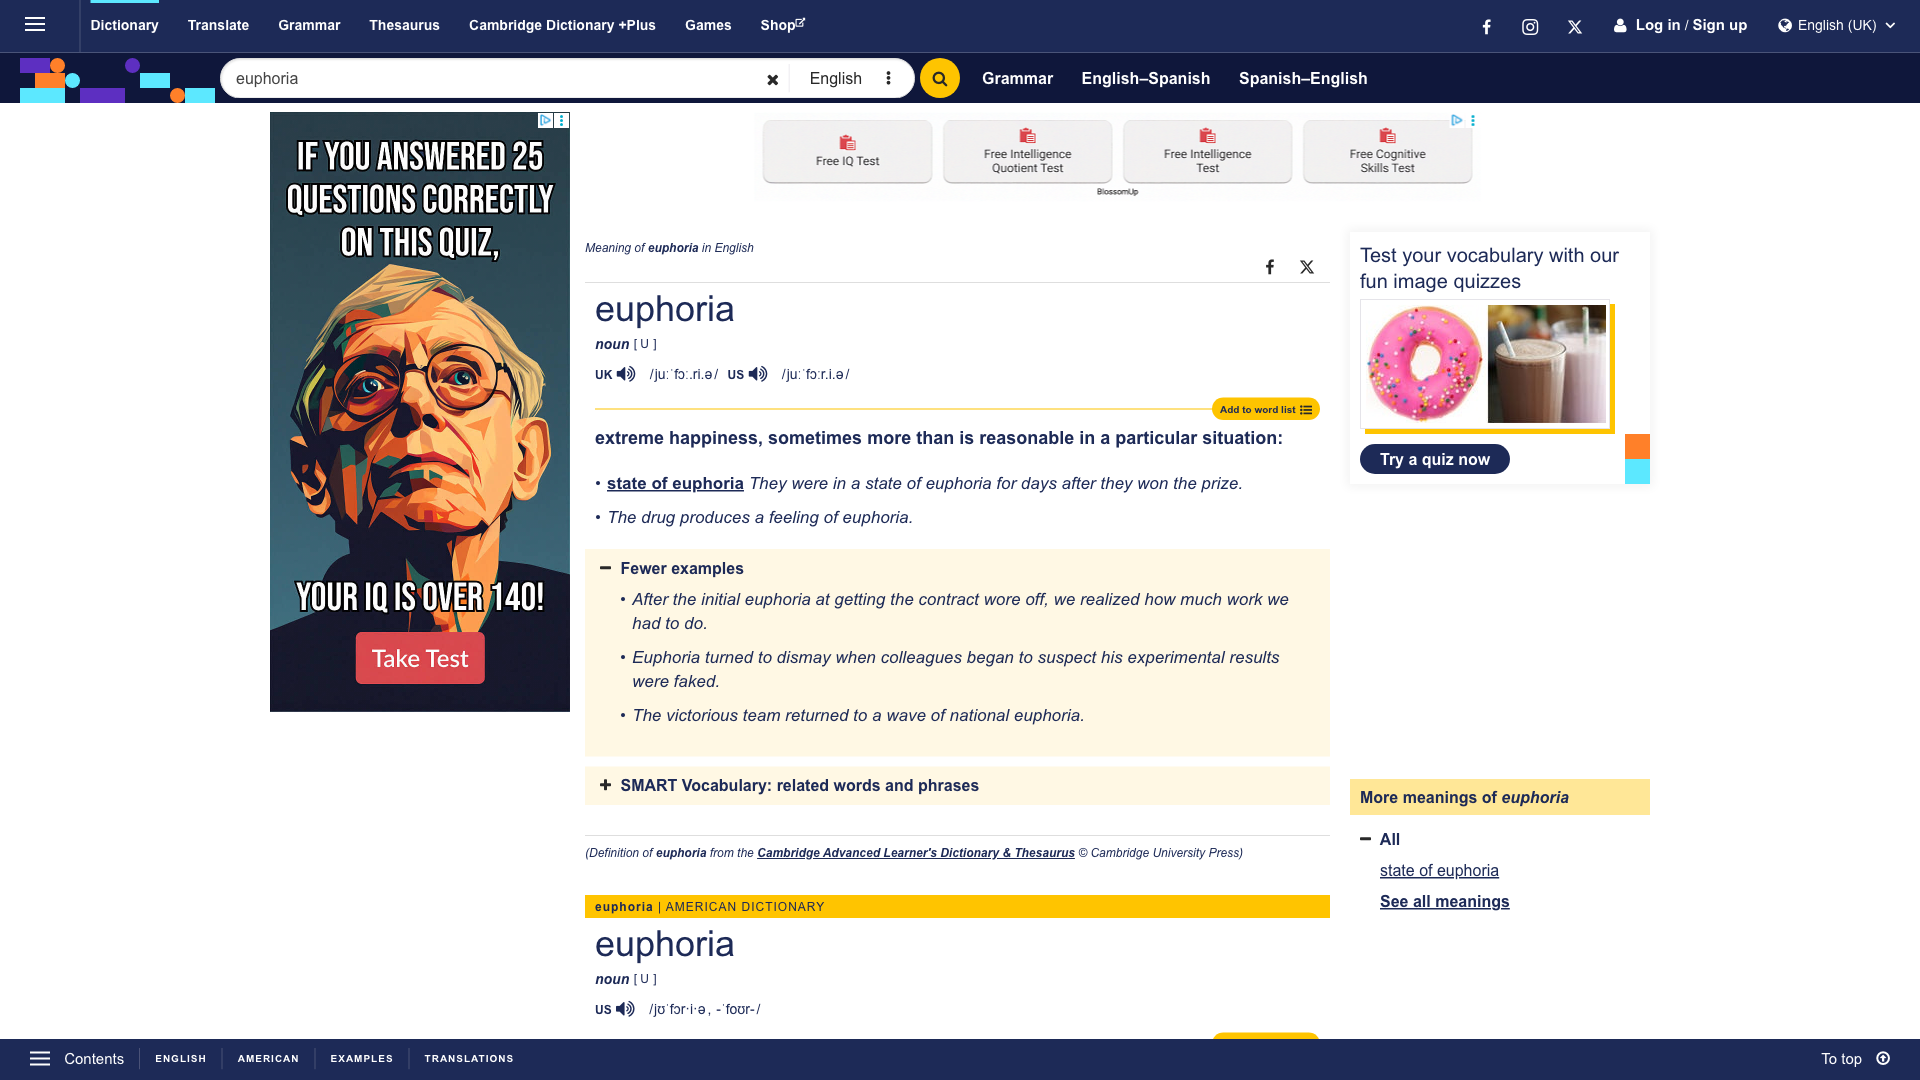 Dictionary Translate Grammar Thesaurus Cambridge Dictionary +Plus Games Shop Log in / Sign up English (UK)
euphoria English Grammar English–Spanish Spanish–English
IF YOU ANSWERED 25
QUESTIONS CORRECTLY
ON THIS QUIZ,
YOUR IQ IS OVER 140!
Take Test
Free IQ Test
Free Intelligence
Quotient Test
Free Intelligence
Test
Free Cognitive
Skills Test
BlossomUp
Meaning of euphoria in English
euphoria
noun [ U ]
UK /juːˈfɔː.ri.ə/ US /juːˈfɔːr.i.ə/
Add to word list
extreme happiness, sometimes more than is reasonable in a particular situation:
• state of euphoria They were in a state of euphoria for days after they won the prize.
• The drug produces a feeling of euphoria.
Fewer examples
• After the initial euphoria at getting the contract wore off, we realized how much work we
had to do.
• Euphoria turned to dismay when colleagues began to suspect his experimental results
were faked.
• The victorious team returned to a wave of national euphoria.
SMART Vocabulary: related words and phrases
(Definition of euphoria from the Cambridge Advanced Learner's Dictionary & Thesaurus © Cambridge University Press)
euphoria | AMERICAN DICTIONARY
euphoria
noun [ U ]
US /jʊˈfɔr·i·ə, -ˈfoʊr-/
Test your vocabulary with our
fun image quizzes
Try a quiz now
More meanings of euphoria
All
state of euphoria
See all meanings
Contents ENGLISH AMERICAN EXAMPLES TRANSLATIONS To top